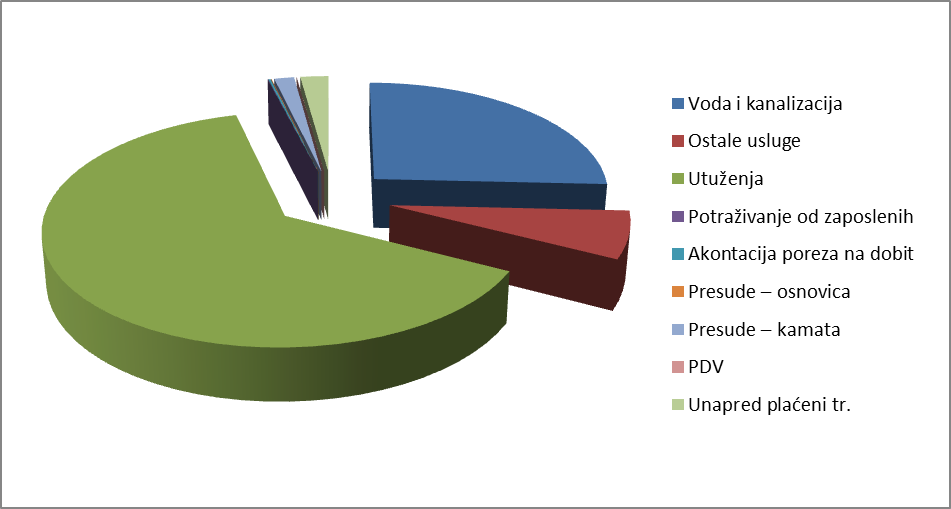 Voda i kanalizacija
Ostale usluge
Utuženja
Potraživanje od zaposlenih
Akontacija poreza na dobit
Presude – osnovica
Presude – kamata
PDV
Unapred plaćeni tr.